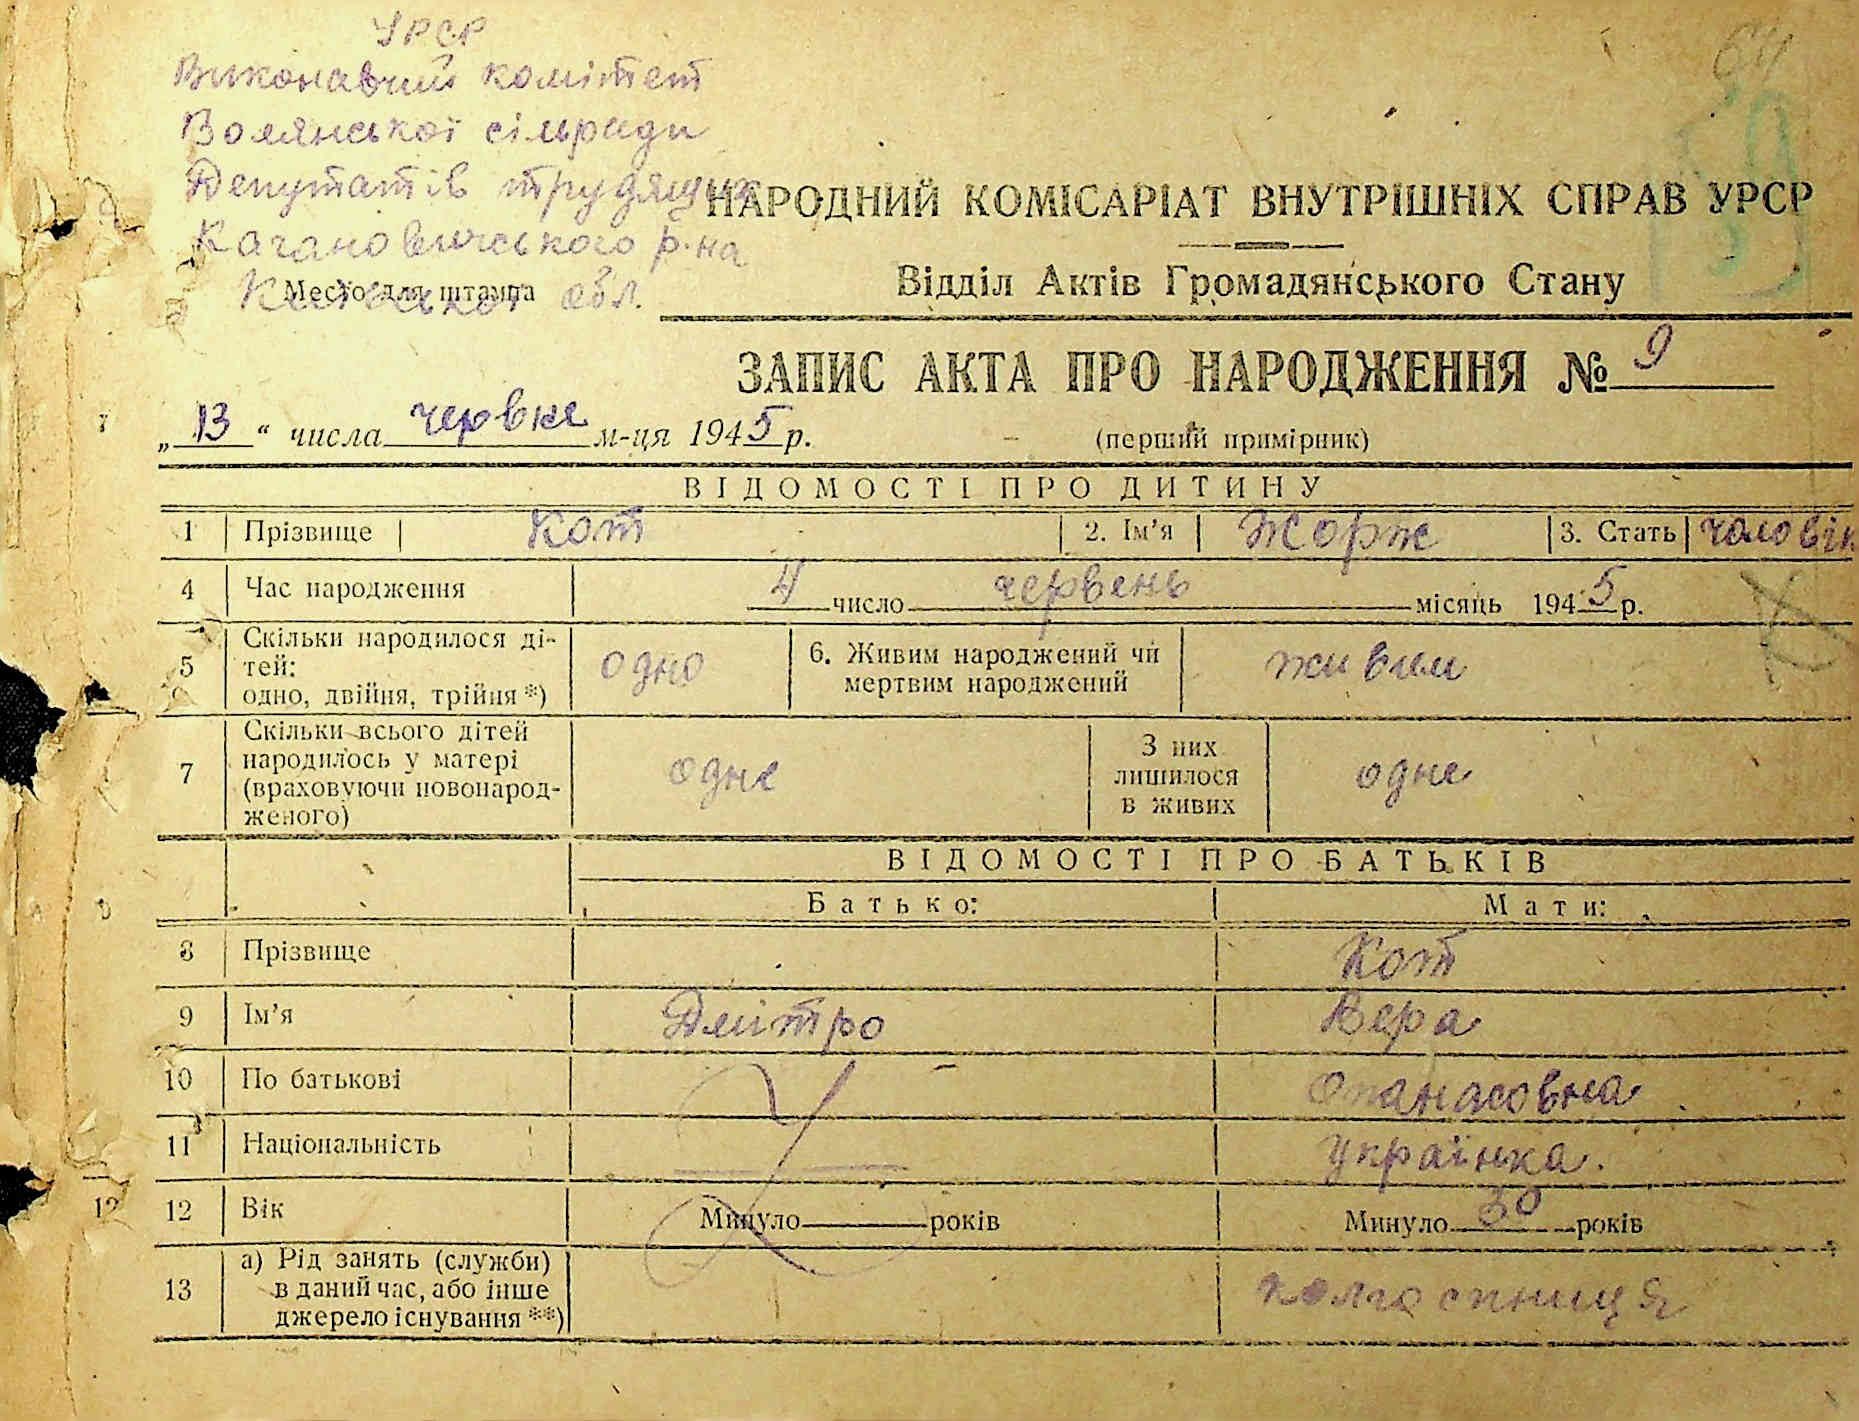 УРСР
Виконавчий комітет
Волянської сільради
Депутатів трудящих
Кагановичського р-на
Київської обл.
Место для штампа
НАРОДНИЙ КОМІСАРІАТ ВНУТРІШНІХ СПРАВ УРСР
Відділ Актів Громадянського Стану
ЗАПИС АКТА ПРО НАРОДЖЕННЯ № 9
„13“ числа червня м-ця 1945 р. (перший примірник)
ВІДОМОСТІ ПРО ДИТИНУ
1 Прізвище Кот 2. Ім’я Жорж 3. Стать чоловік
4 Час народження 4 число червень місяць 1945 р.
5 Скільки народилося ді-
тей:
одно, двійня, трійня *) одно 6. Живим народжений чи
мертвим народжений живим
7 Скільки всього дітей
народилось у матері
(враховуючи новонарод-
женого) одне З них
лишилося
в живих одне
ВІДОМОСТІ ПРО БАТЬКІВ
Батько: Мати:
8 Прізвище Кот
9 Ім’я Дмітро Вера
10 По батькові Опанасовна
11 Національність українка.
12 12 Вік Минуло років Минуло 30 років
13 а) Рід занять (служби)
в даний час, або інше
джерело існування **) колгоспниця